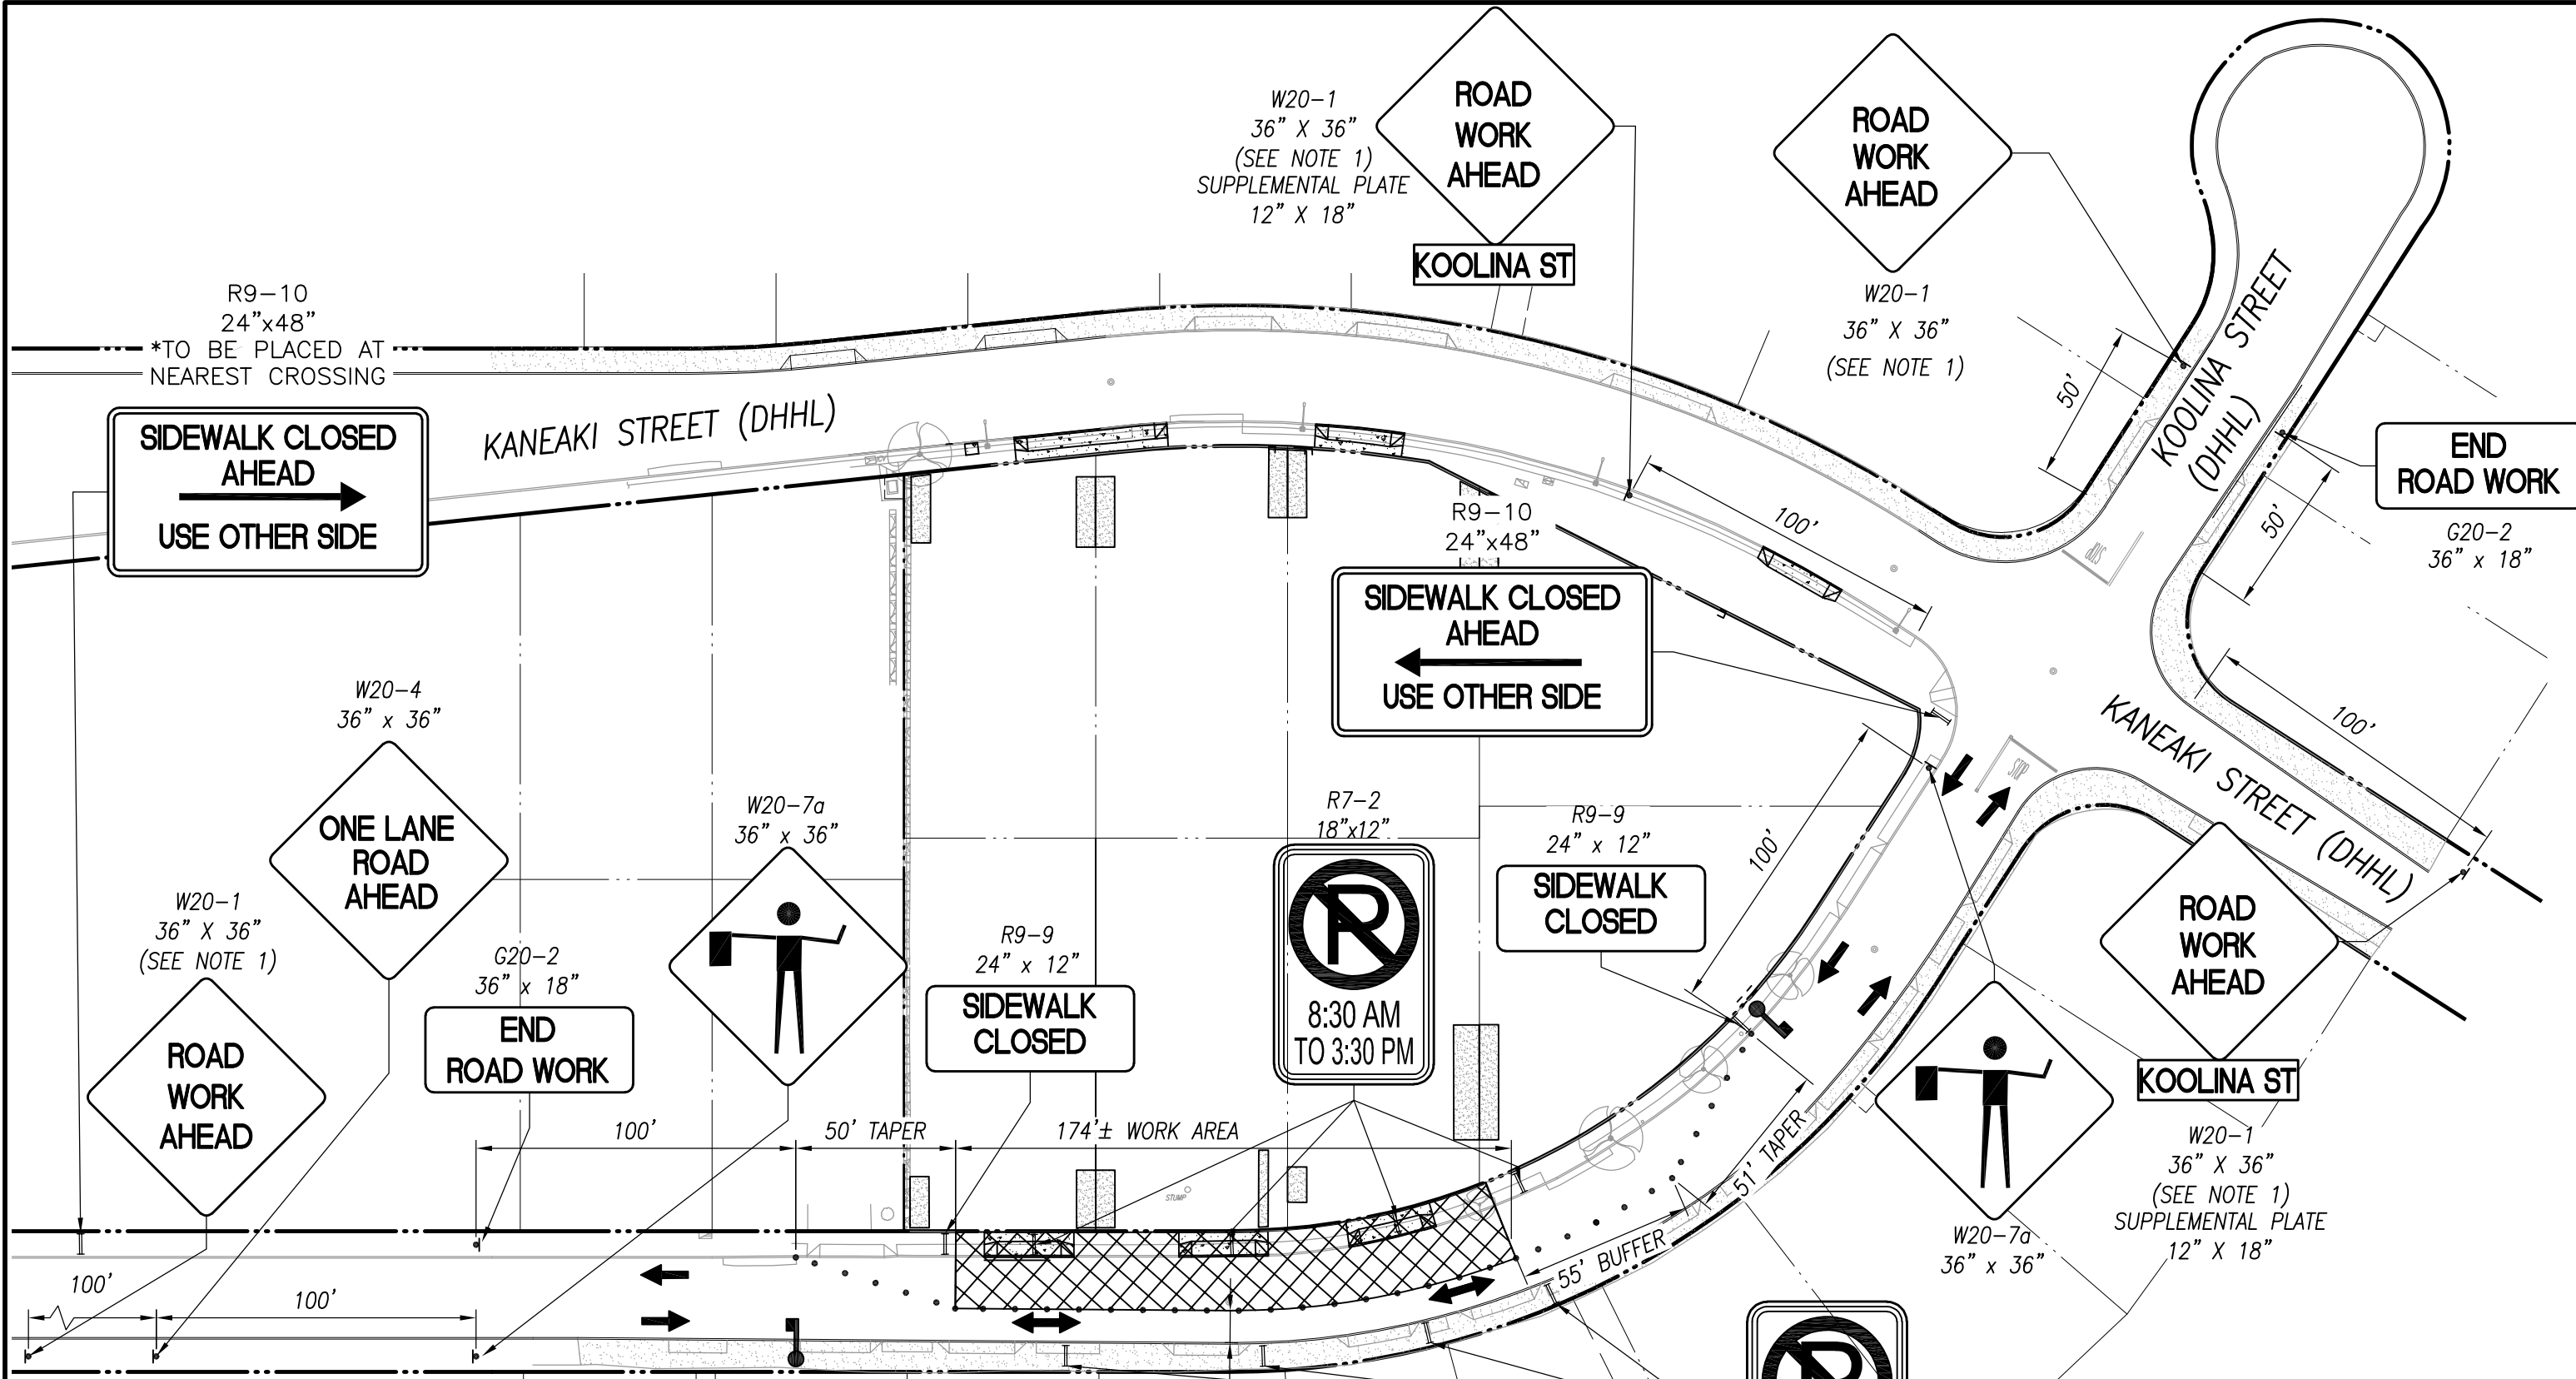 W20-1
36" X 36"
(SEE NOTE 1)
SUPPLEMENTAL PLATE
12" X 18"
ROAD
WORK
AHEAD
KOOLINA ST
ROAD
WORK
AHEAD
W20-1
36" X 36"
(SEE NOTE 1)
R9-10
24"x48"
*TO BE PLACED AT
NEAREST CROSSING
SIDEWALK CLOSED
AHEAD
USE OTHER SIDE
KANEAKI STREET (DHHL)
50'
KOOLINA STREET
(DHHL)
END
ROAD WORK
G20-2
36" x 18"
50'
STOP
100'
R9-10
24"x48"
SIDEWALK CLOSED
AHEAD
USE OTHER SIDE
100'
KANEAKI STREET (DHHL)
STOP
W20-4
36" x 36"
ONE LANE
ROAD
AHEAD
W20-7a
36" x 36"
R7-2
18"x12"
8:30 AM
TO 3:30 PM
R9-9
24" x 12"
SIDEWALK
CLOSED
100'
ROAD
WORK
AHEAD
KOOLINA ST
W20-1
36" X 36"
(SEE NOTE 1)
SUPPLEMENTAL PLATE
12" X 18"
W20-1
36" X 36"
(SEE NOTE 1)
ROAD
WORK
AHEAD
G20-2
36" x 18"
END
ROAD WORK
R9-9
24" x 12"
SIDEWALK
CLOSED
100'
50' TAPER
174'± WORK AREA
51' TAPER
55' BUFFER
STUMP
W20-7a
36" x 36"
100'
100'